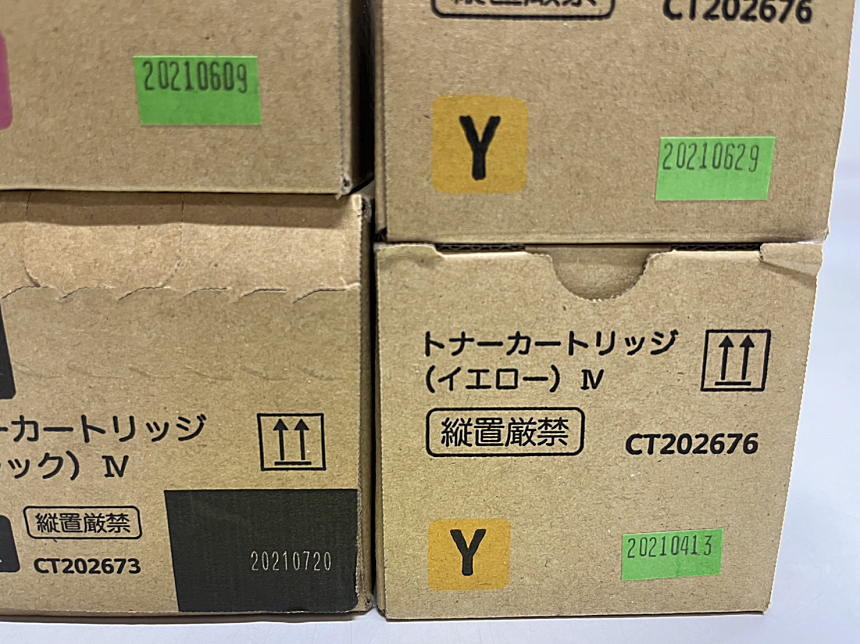 20210609
縦置厳禁
CT202676
Y
20210629
ーカートリッジ
ック）Ⅳ
縦置厳禁
CT202673
20210720
トナーカートリッジ
（イエロー）Ⅳ
縦置厳禁
CT202676
Y
20210413